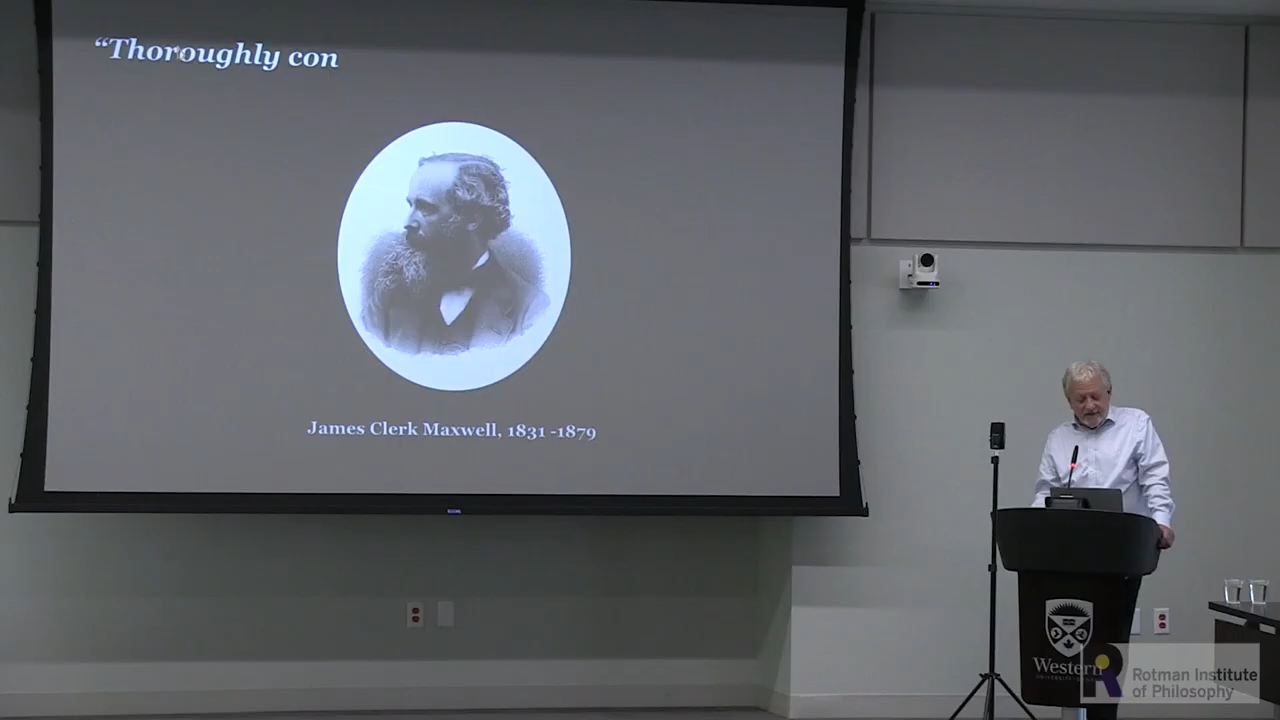 “Thoroughly con
James Clerk Maxwell, 1831 -1879
Western
Rotman Institute
of Philosophy